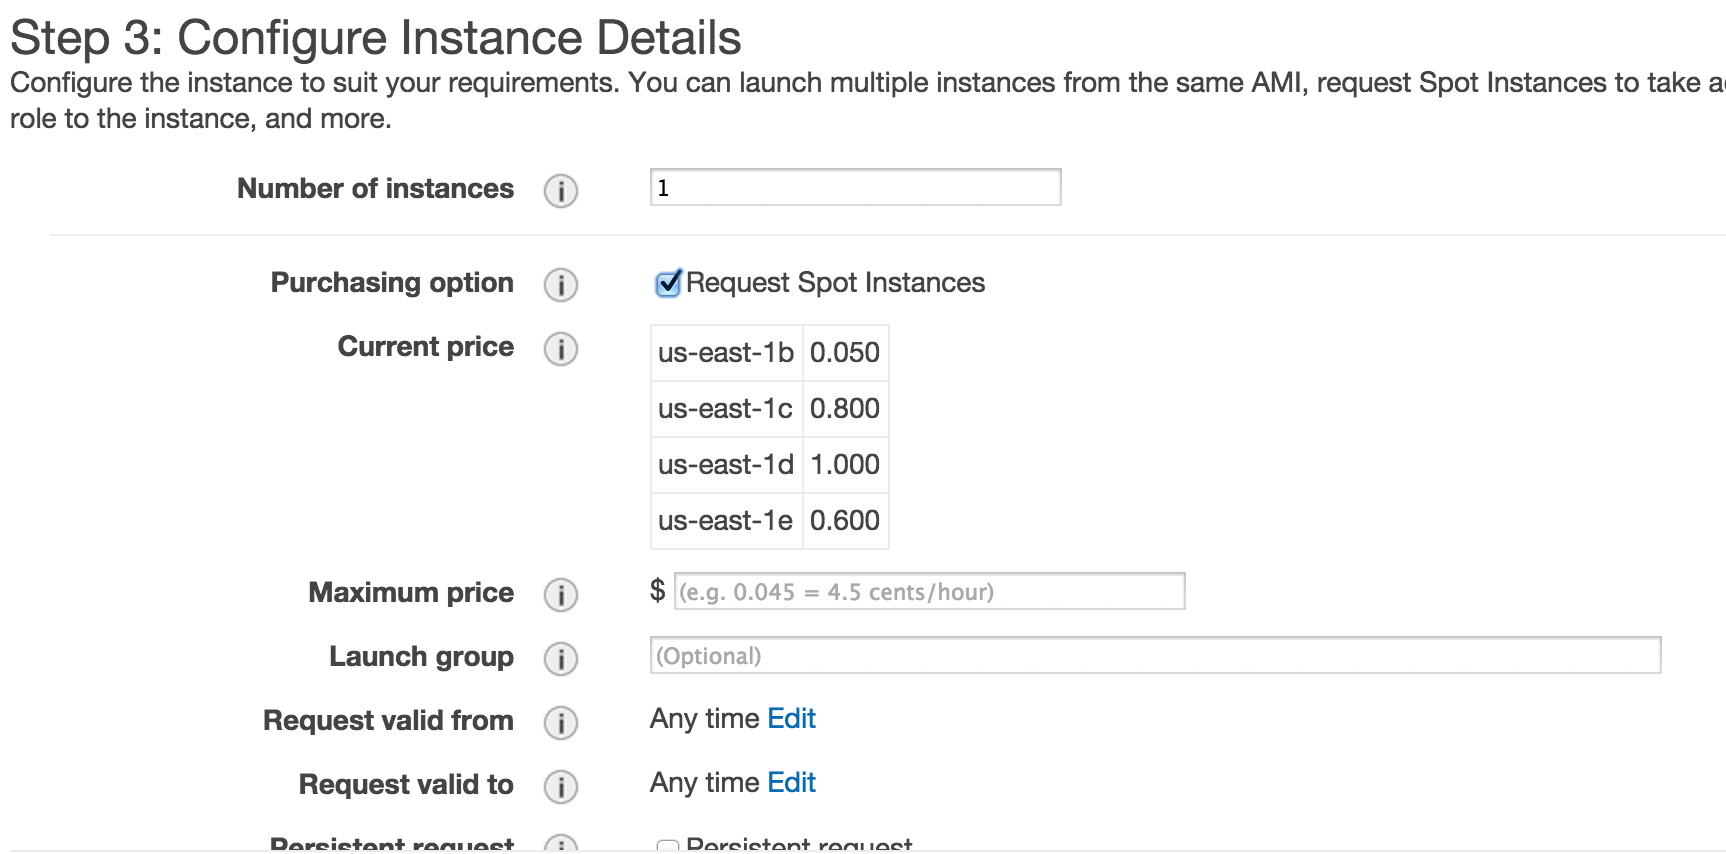 Step 3: Configure Instance Details
Configure the instance to suit your requirements. You can launch multiple instances from the same AMI, request Spot Instances to take
role to the instance, and more.
Number of instances 1
Purchasing option Request Spot Instances
Current price us-east-1b 0.050
us-east-1c 0.800
us-east-1d 1.000
us-east-1e 0.600
Maximum price $ (e.g. 0.045 = 4.5 cents/hour)
Launch group (Optional)
Request valid from Any time Edit
Request valid to Any time Edit
Persistent request Persistent request